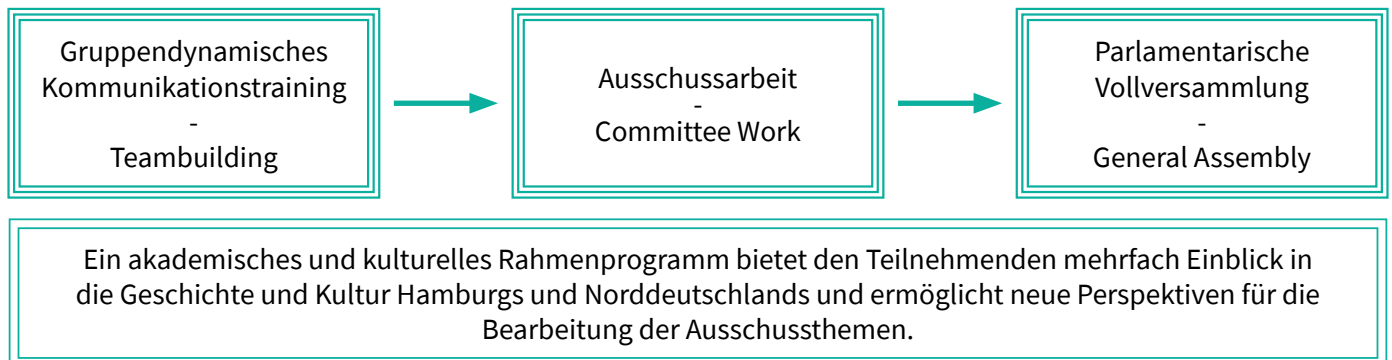 Gruppendynamisches
Kommunikationstraining
-
Teambuilding
Ausschussarbeit
-
Committee Work
Parlamentarische
Vollversammlung
-
General Assembly
Ein akademisches und kulturelles Rahmenprogramm bietet den Teilnehmenden mehrfach Einblick in
die Geschichte und Kultur Hamburgs und Norddeutschlands und ermöglicht neue Perspektiven für die
Bearbeitung der Ausschussthemen.